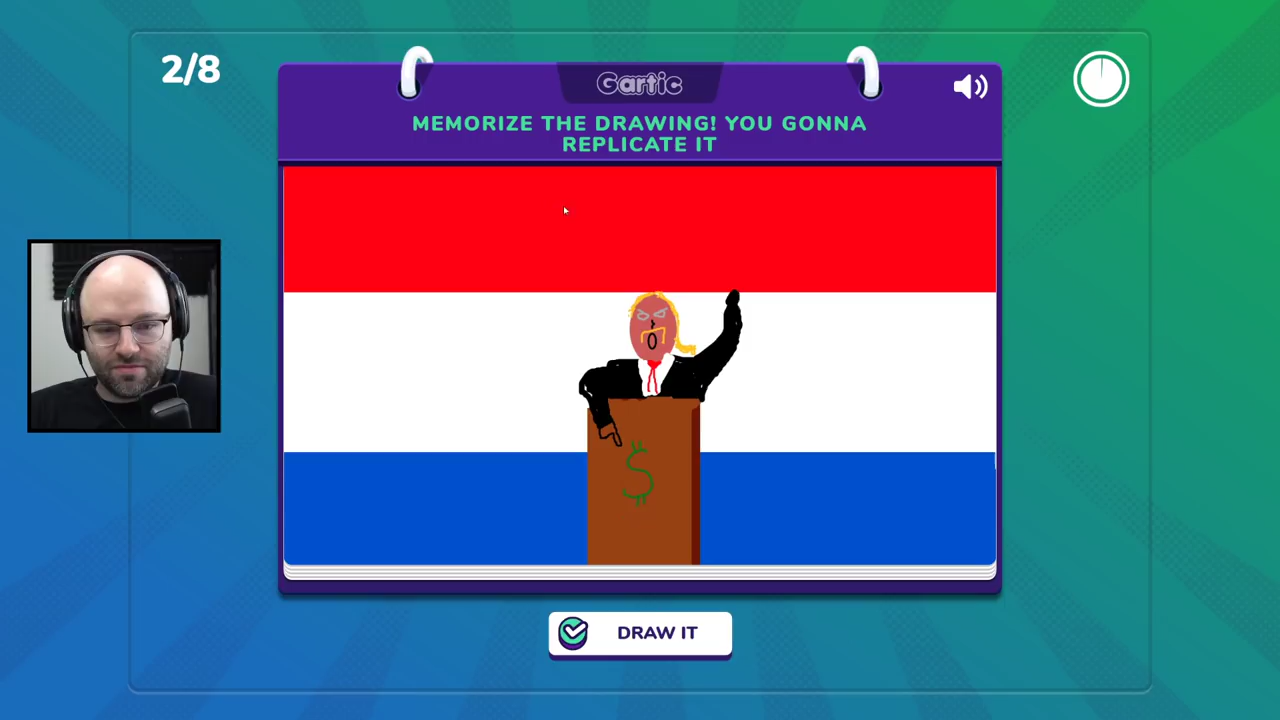 2/8
Gartic
MEMORIZE THE DRAWING! YOU GONNA
REPLICATE IT
$
DRAW IT